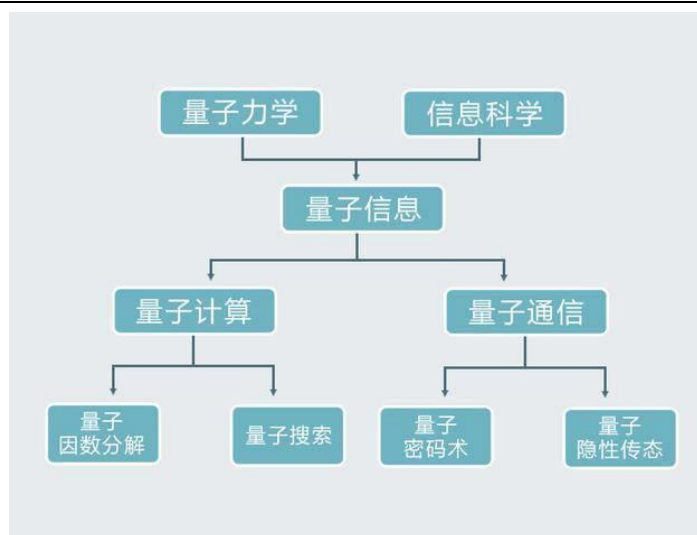 量子力学
信息科学
量子信息
量子计算
量子通信
量子
因数分解
量子搜索
量子
密码术
量子
隐性传态